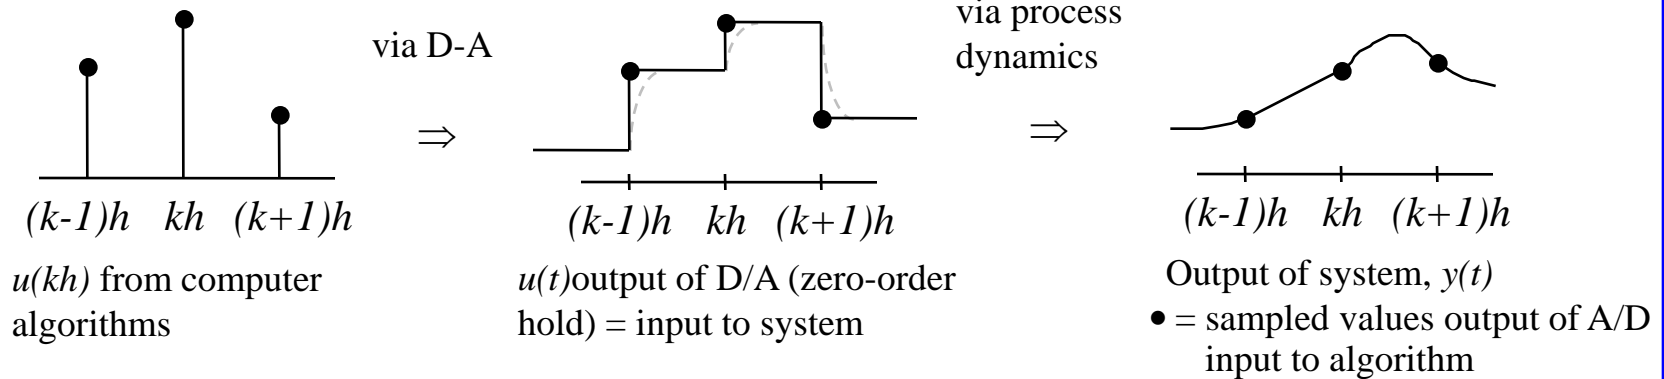 via D-A
⇒
via process
dynamics
⇒
(k-1)h kh (k+1)h
(k-1)h kh (k+1)h
(k-1)h kh (k+1)h
u(kh) from computer
algorithms
u(t)output of D/A (zero-order
hold) = input to system
Output of system, y(t)
• = sampled values output of A/D
input to algorithm